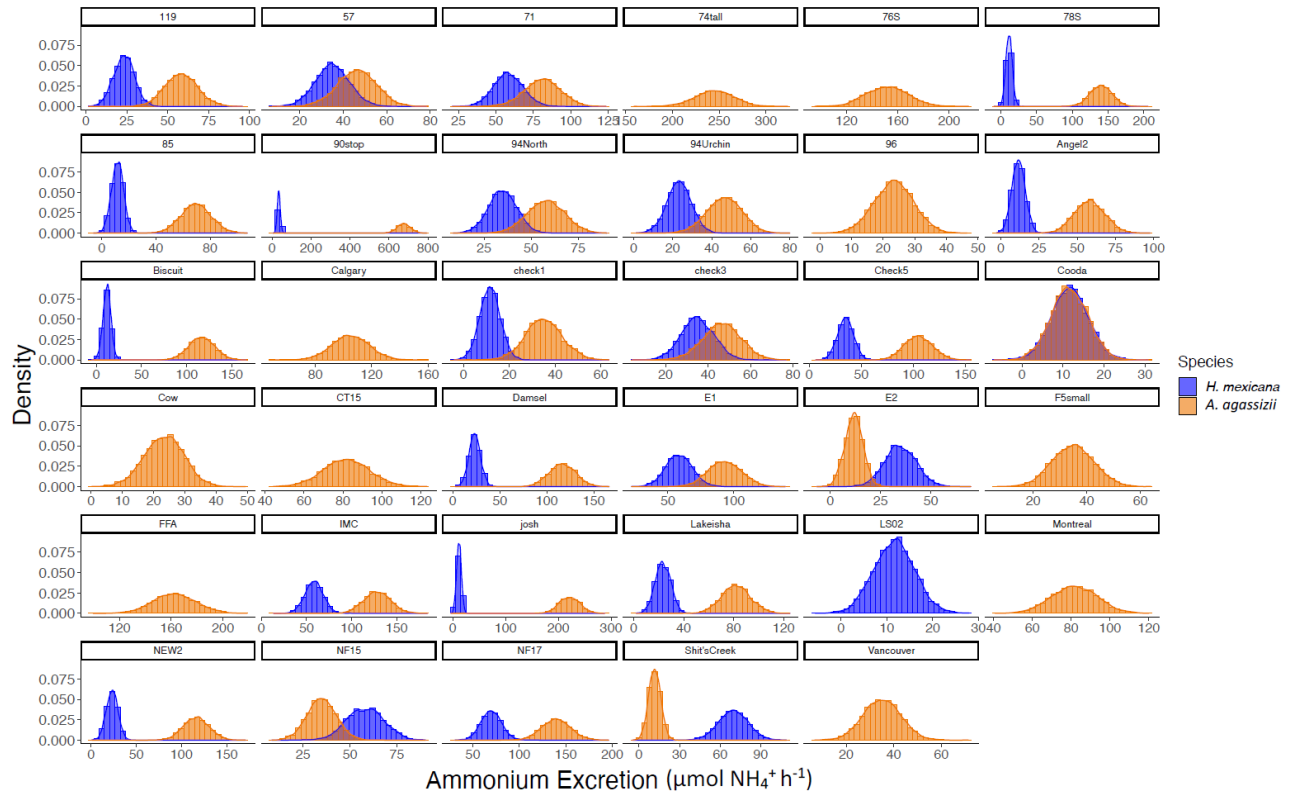 119 57 71 74tall 76S 78S
0.075
0.050
0.025
0.000
0 25 50 75 100 20 40 60 80 25 50 75 100 125 150 200 250 300 120 160 200 0 50 100 150 200
85 90stop 94North 94Urchin 96 Angel2
0.075
0.050
0.025
0.000
0 40 80 0 200 400 600 800 25 50 75 0 20 40 60 80 0 10 20 30 40 50 0 25 50 75 100
Biscuit Calgary check1 check3 Check5 Cooda
0.075
0.050
0.025
0.000
0 50 100 150 80 120 160 0 20 40 60 0 20 40 60 80 0 50 100 150 0 10 20 30
Density
Species
H. mexicana
A. agassizii
Cow CT15 Damsel E1 E2 F5small
0.075
0.050
0.025
0.000
0 10 20 30 40 50 40 60 80 100 120 0 50 100 150 50 100 0 25 50 20 40 60
FFA IMC josh Lakeisha LS02 Montreal
0.075
0.050
0.025
0.000
120 160 200 0 50 100 150 0 100 200 300 0 40 80 120 0 10 20 30 40 60 80 100 120
NEW2 NF15 NF17 Shit'sCreek Vancouver
0.075
0.050
0.025
0.000
0 50 100 150 25 50 75 50 100 150 200 0 30 60 90 20 40 60
Ammonium Excretion (μmol NH₄⁺ h⁻¹)